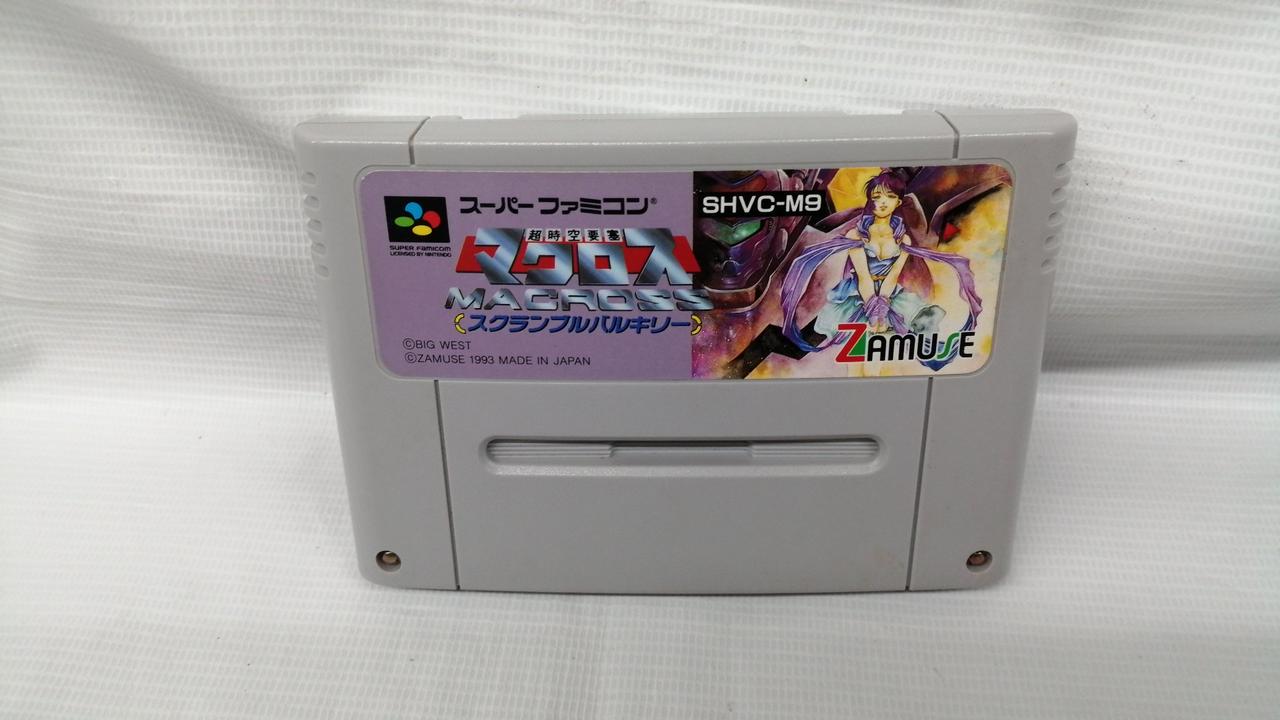 スーパーファミコン®
SUPER FAMICOM
LICENSED BY NINTENDO
超時空要塞
マクロス
MACROSS
スクランブルバルキリー
©BIG WEST
©ZAMUSE 1993 MADE IN JAPAN
SHVC-M9
ZAMUSE